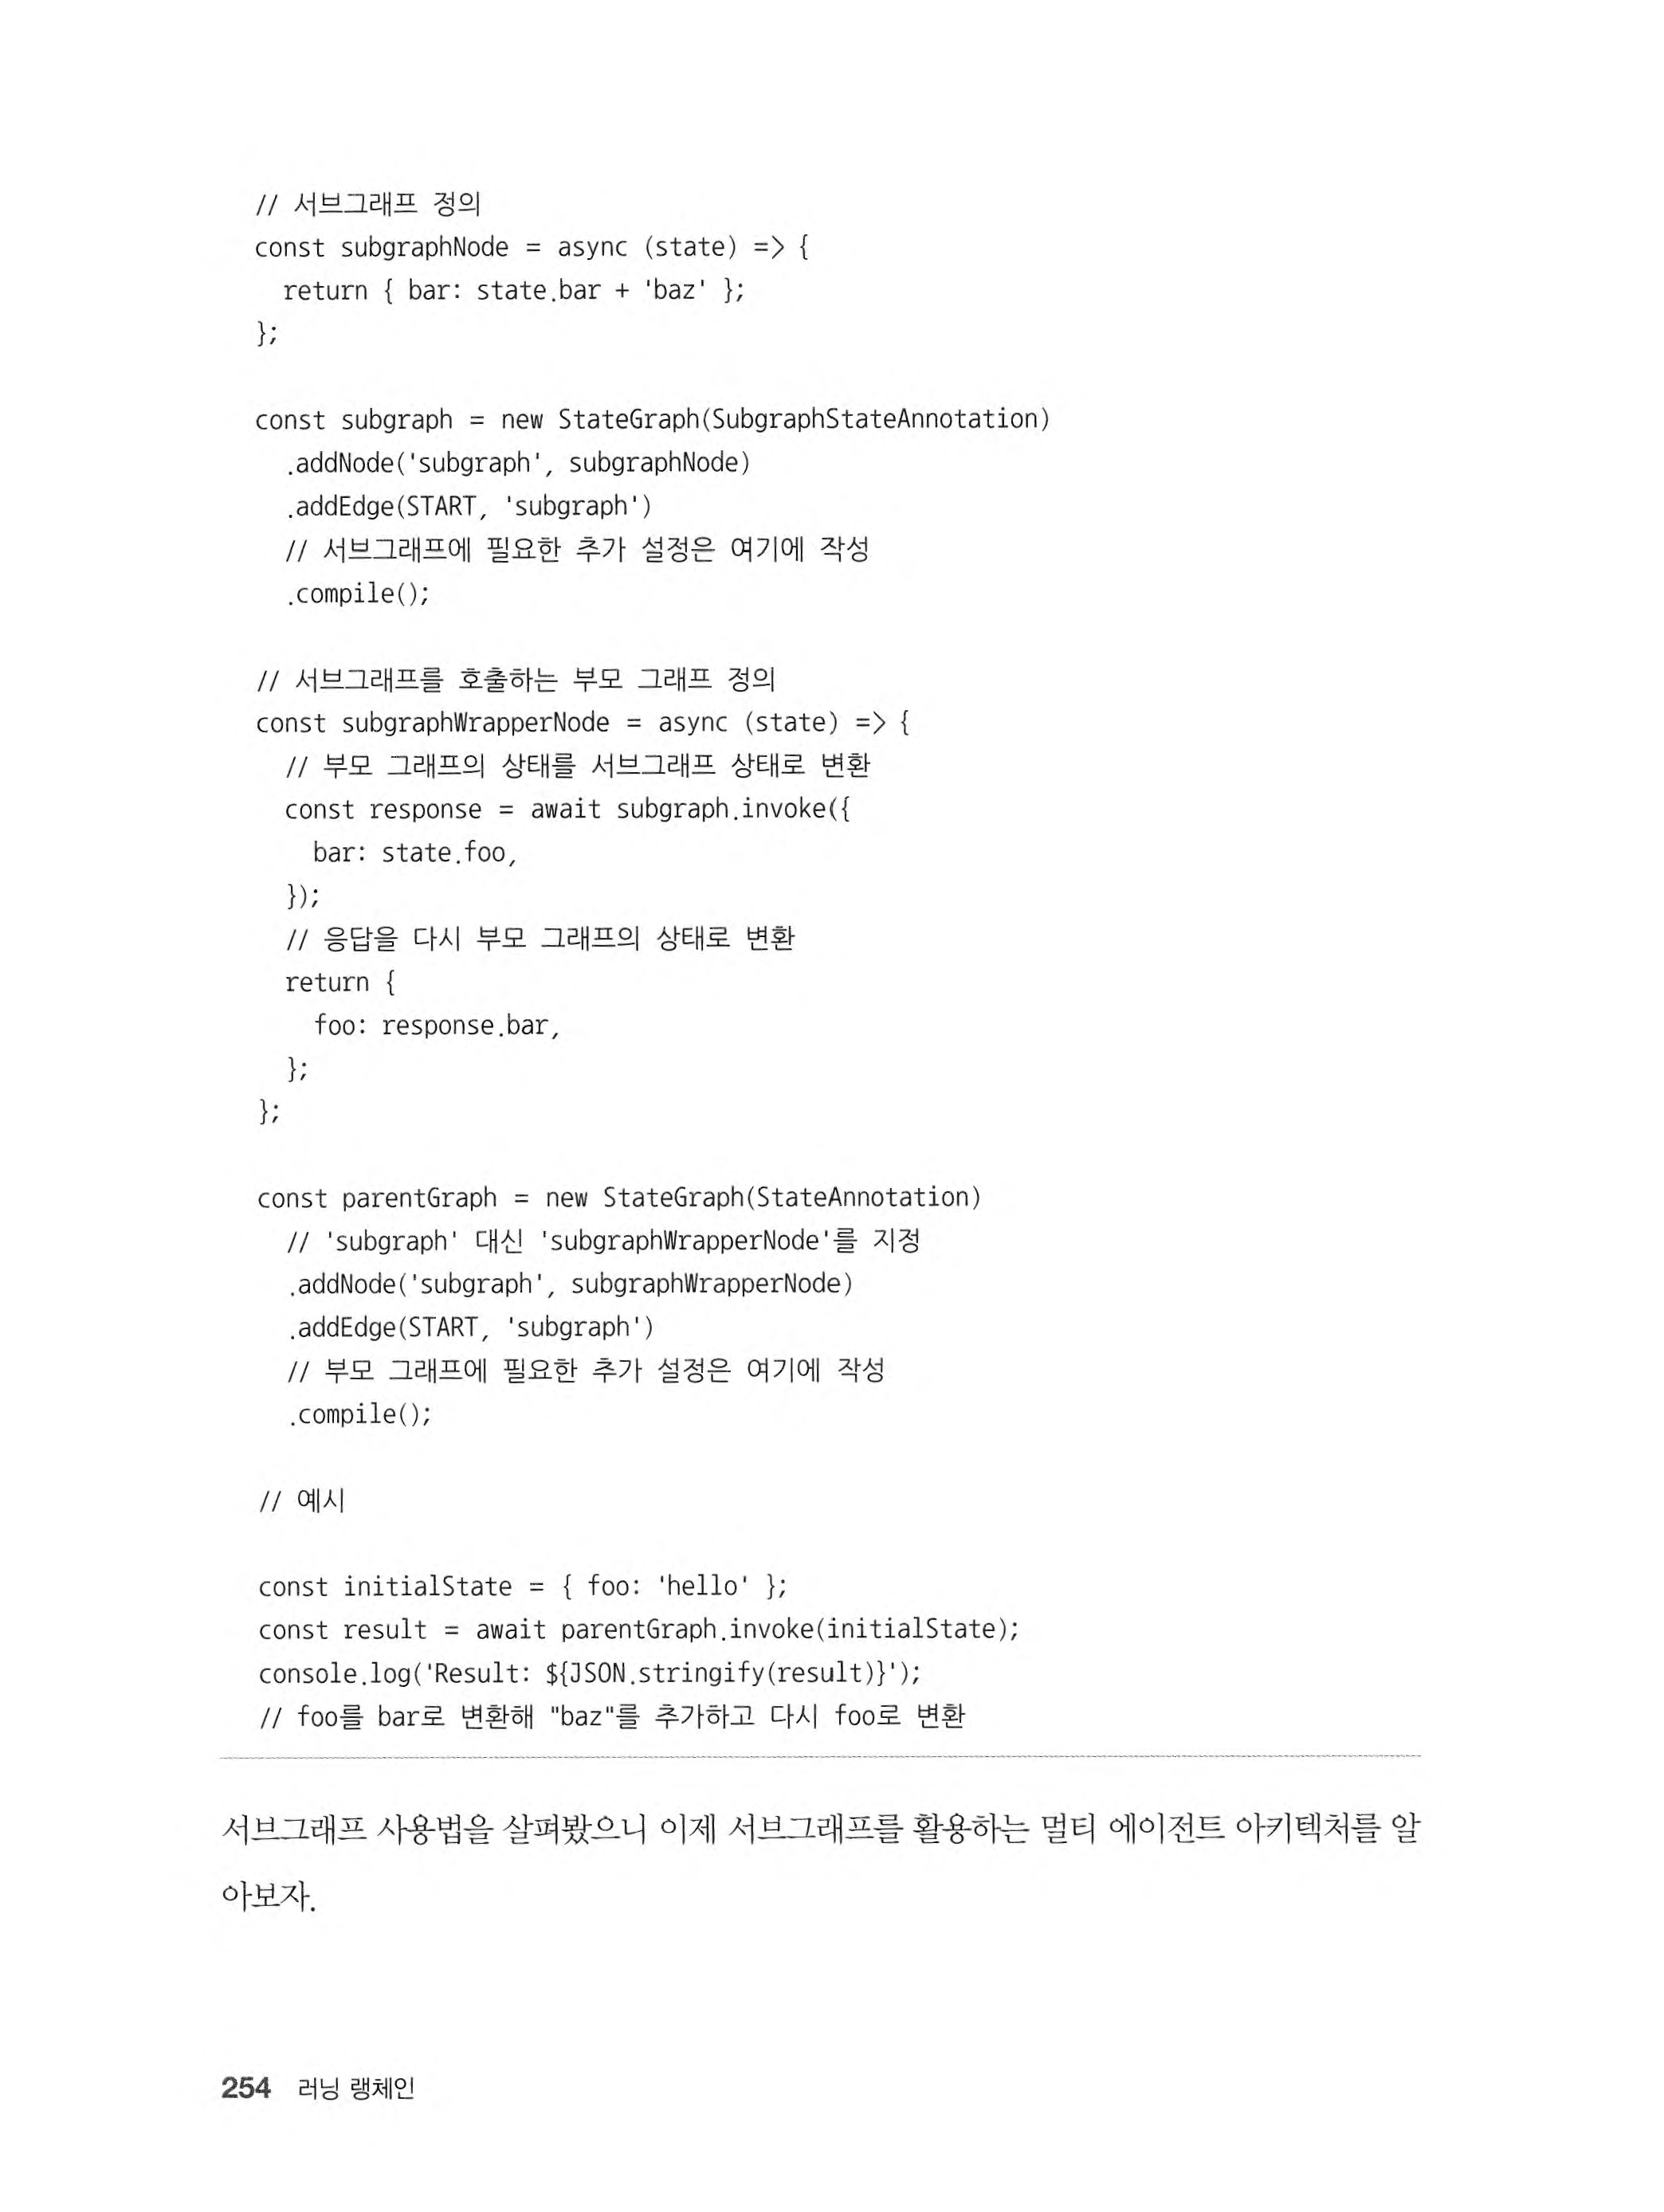 // 서브그래프 정의
const subgraphNode = async (state) => {
  return { bar: state.bar + 'baz' };
};

const subgraph = new StateGraph(SubgraphStateAnnotation)
  .addNode('subgraph', subgraphNode)
  .addEdge(START, 'subgraph')
  // 서브그래프에 필요한 추가 설정은 여기에 작성
  .compile();

// 서브그래프를 호출하는 부모 그래프 정의
const subgraphWrapperNode = async (state) => {
  // 부모 그래프의 상태를 서브그래프 상태로 변환
  const response = await subgraph.invoke({
    bar: state.foo,
  });
  // 응답을 다시 부모 그래프의 상태로 변환
  return {
    foo: response.bar,
  };
};

const parentGraph = new StateGraph(StateAnnotation)
  // 'subgraph' 대신 'subgraphWrapperNode'를 지정
  .addNode('subgraph', subgraphWrapperNode)
  .addEdge(START, 'subgraph')
  // 부모 그래프에 필요한 추가 설정은 여기에 작성
  .compile();

// 예시

const initialState = { foo: 'hello' };
const result = await parentGraph.invoke(initialState);
console.log('Result: ${JSON.stringify(result)}');
// foo를 bar로 변환해 "baz"를 추가하고 다시 foo로 변환

서브그래프 사용법을 살펴봤으니 이제 서브그래프를 활용하는 멀티 에이전트 아키텍처를 알
아보자.

254 러닝 랭체인